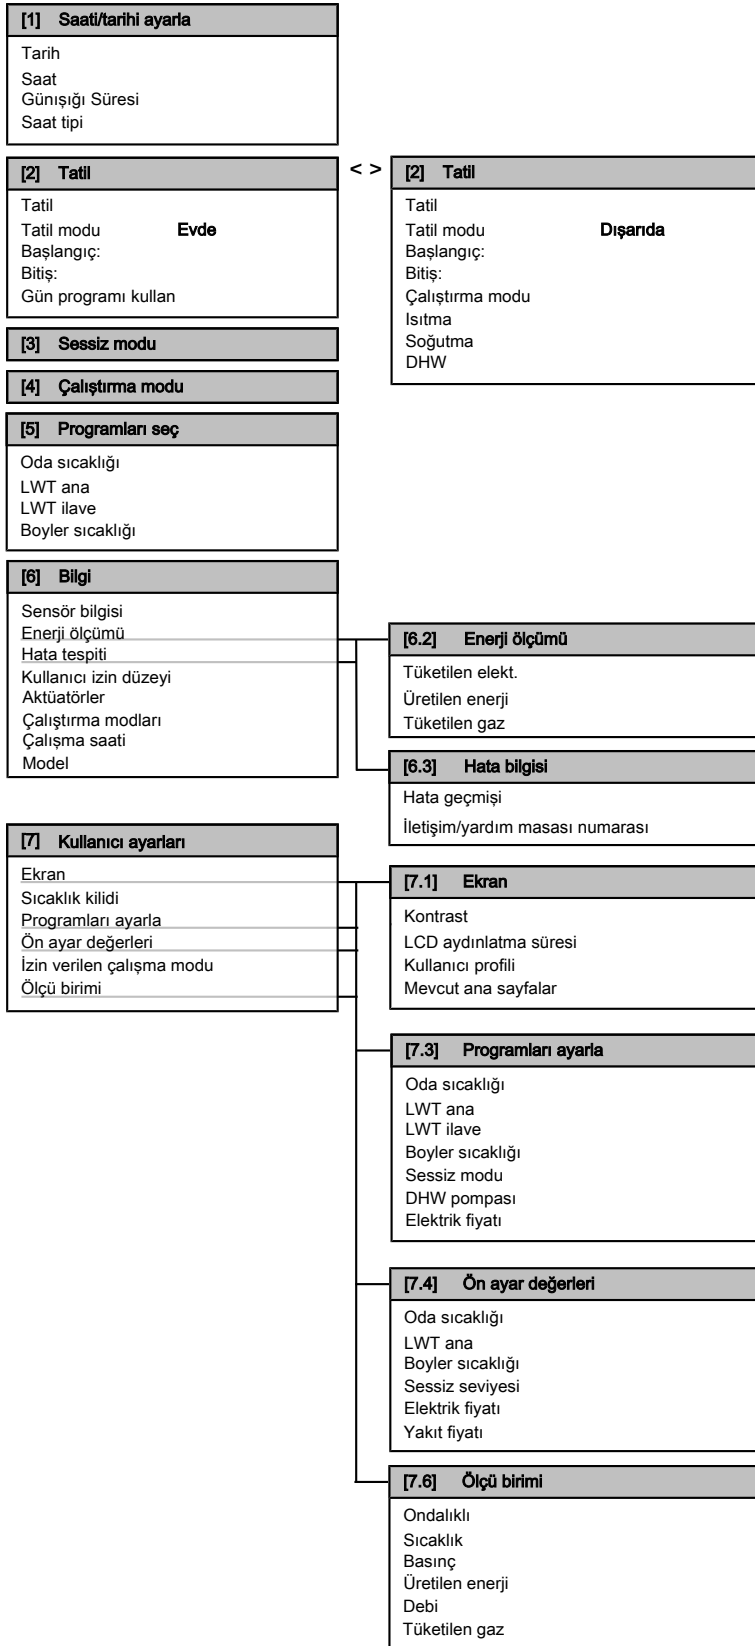 [1] Saati/tarihi ayarla
Tarih
Saat
Günışığı Süresi
Saat tipi
[2] Tatil
Tatil
Tatil modu Evde
Başlangıç:
Bitiş:
Gün programı kullan
< >
[2] Tatil
Tatil
Tatil modu Dışarıda
Başlangıç:
Bitiş:
Çalıştırma modu
Isıtma
Soğutma
DHW
[3] Sessiz modu
[4] Çalıştırma modu
[5] Programları seç
Oda sıcaklığı
LWT ana
LWT ilave
Boyler sıcaklığı
[6] Bilgi
Sensör bilgisi
Enerji ölçümü
Hata tespiti
Kullanıcı izin düzeyi
Aktüatörler
Çalıştırma modları
Çalışma saati
Model
[6.2] Enerji ölçümü
Tüketilen elekt.
Üretilen enerji
Tüketilen gaz
[6.3] Hata bilgisi
Hata geçmişi
İletişim/yardım masası numarası
[7] Kullanıcı ayarları
Ekran
Sıcaklık kilidi
Programları ayarla
Ön ayar değerleri
İzin verilen çalışma modu
Ölçü birimi
[7.1] Ekran
Kontrast
LCD aydınlatma süresi
Kullanıcı profili
Mevcut ana sayfalar
[7.3] Programları ayarla
Oda sıcaklığı
LWT ana
LWT ilave
Boyler sıcaklığı
Sessiz modu
DHW pompası
Elektrik fiyatı
[7.4] Ön ayar değerleri
Oda sıcaklığı
LWT ana
Boyler sıcaklığı
Sessiz seviyesi
Elektrik fiyatı
Yakıt fiyatı
[7.6] Ölçü birimi
Ondalıklı
Sıcaklık
Basınç
Üretilen enerji
Debi
Tüketilen gaz